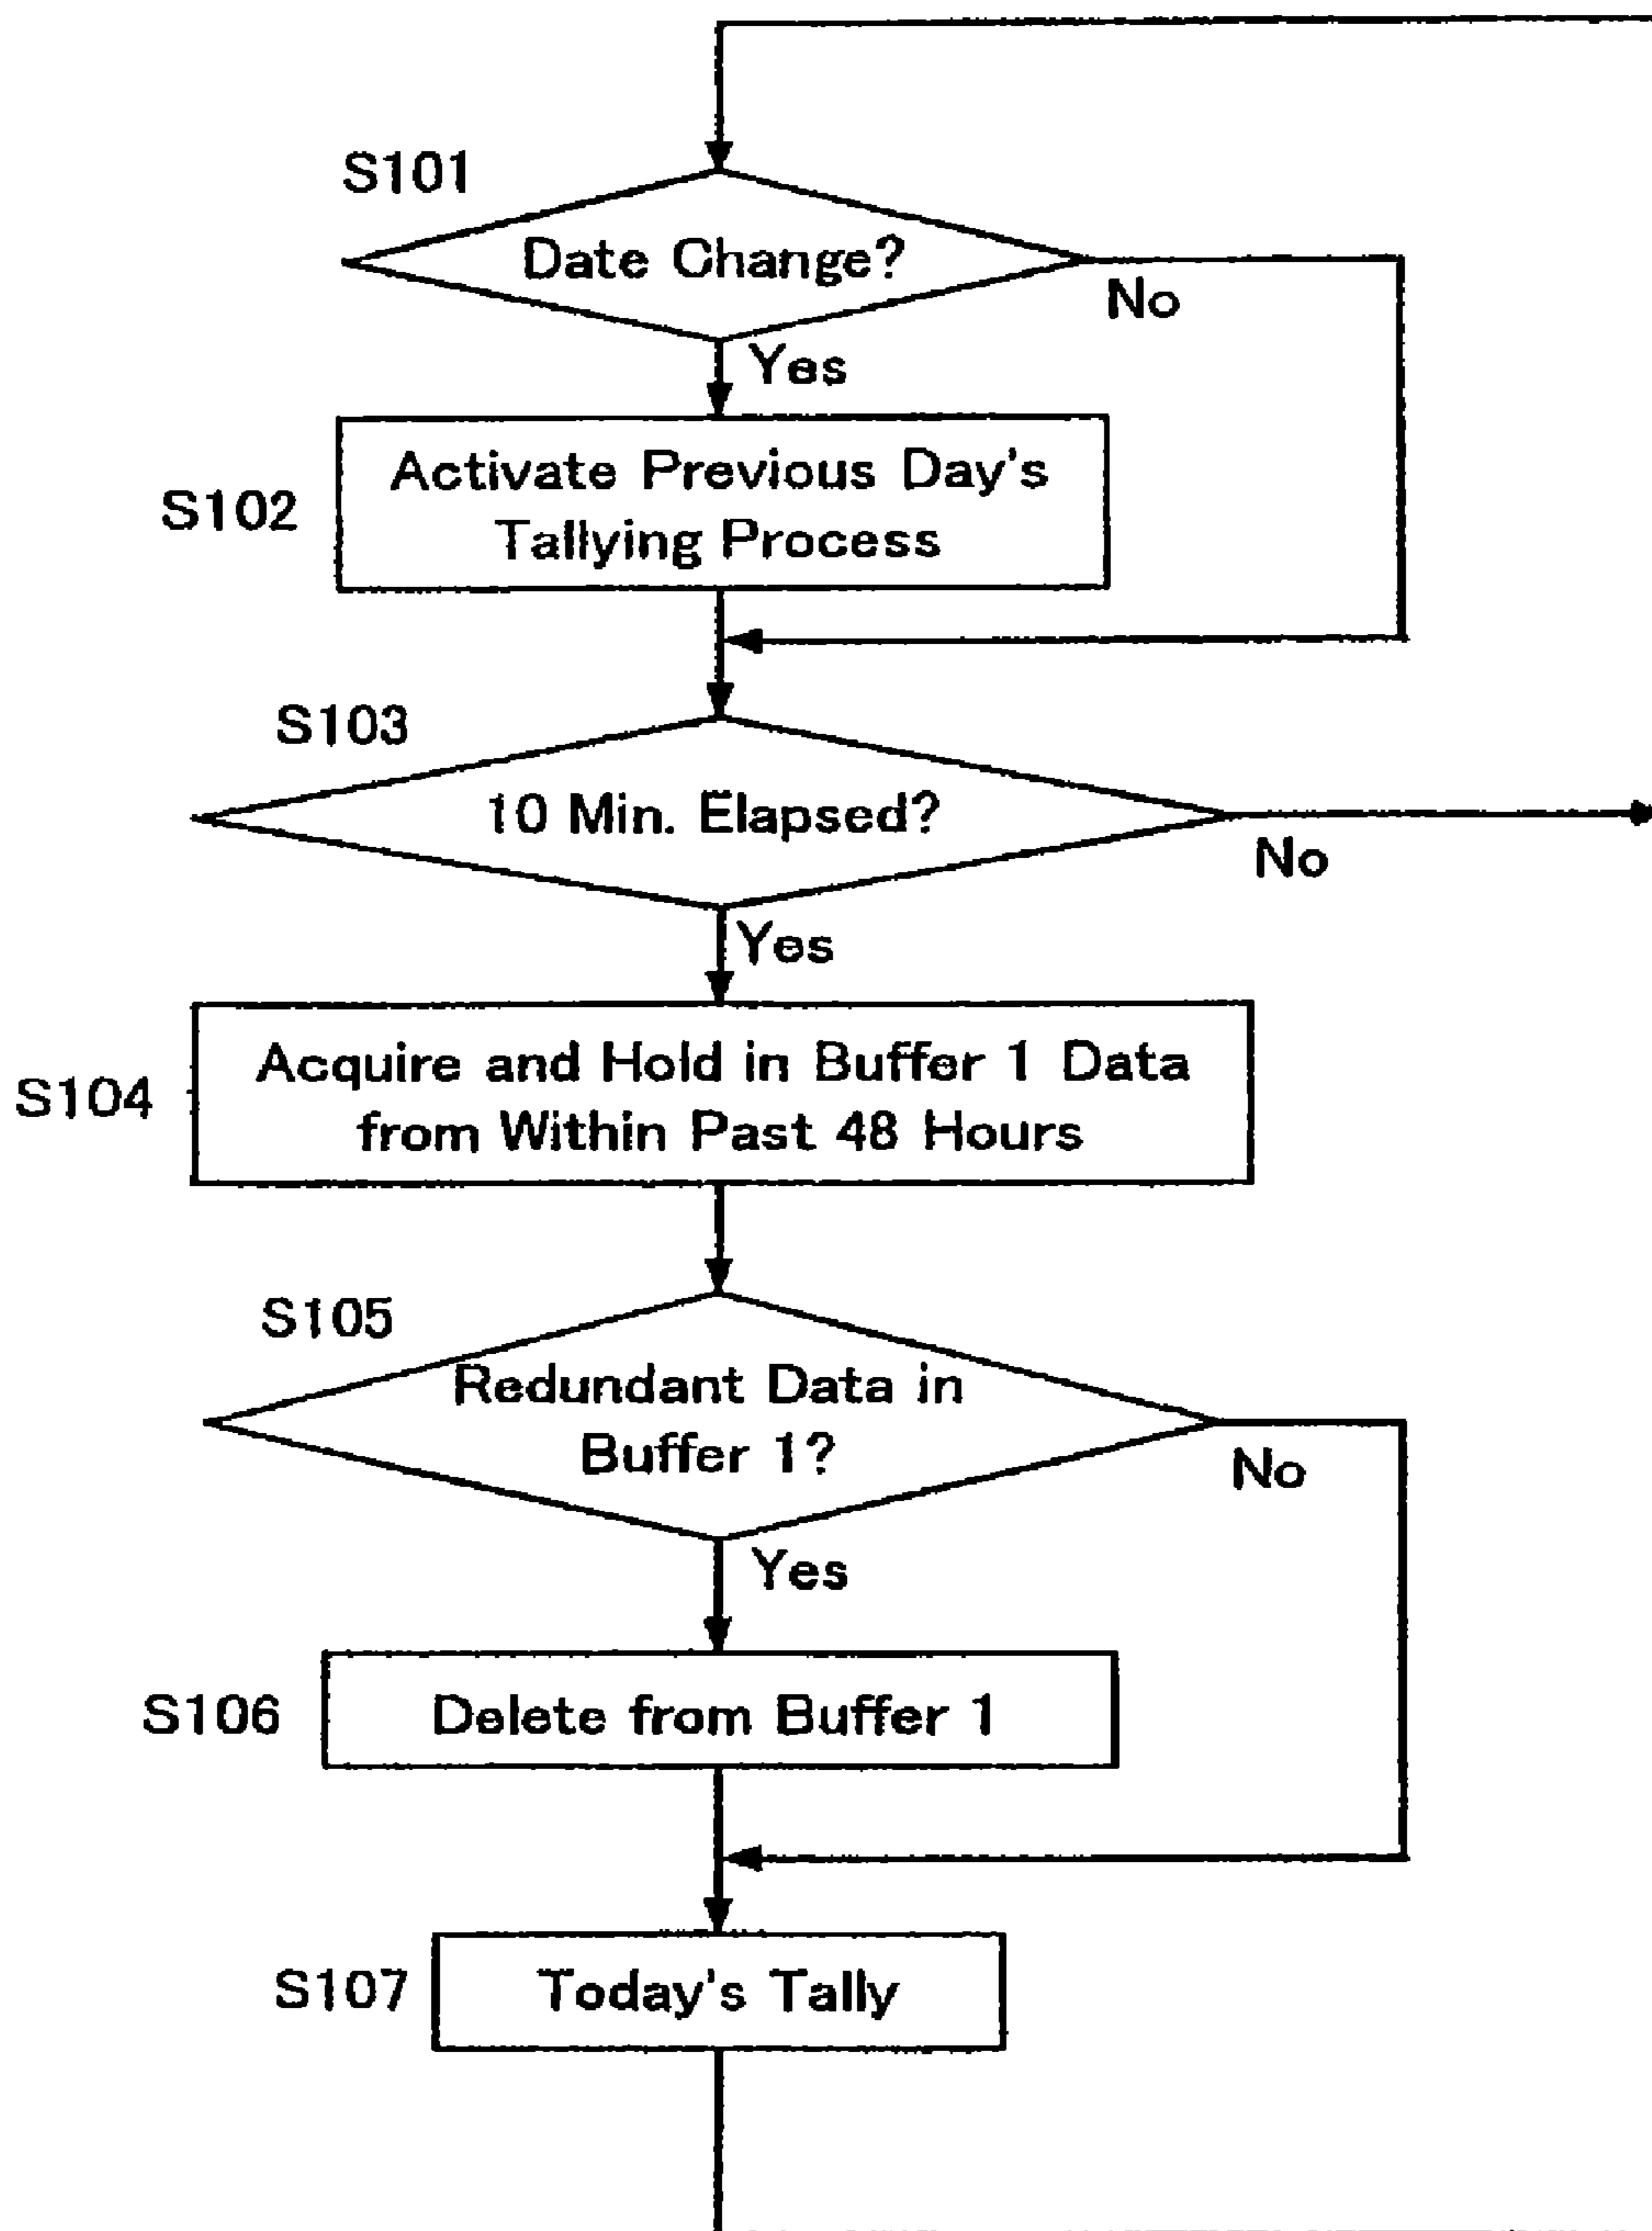 S101
Date Change?
No
Yes
S102
Activate Previous Day's
Tallying Process
S103
10 Min. Elapsed?
No
Yes
S104
Acquire and Hold in Buffer 1 Data
from Within Past 48 Hours
S105
Redundant Data in
Buffer 1?
No
Yes
S106
Delete from Buffer 1
S107
Today's Tally